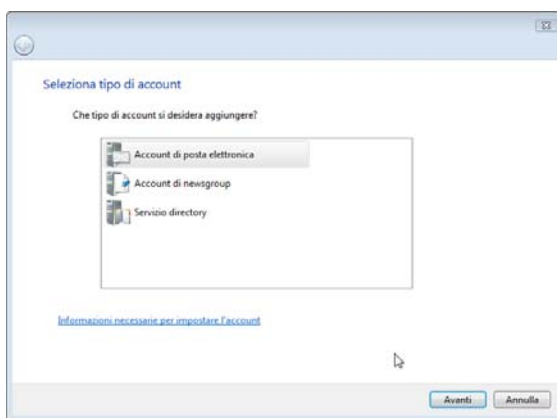 Seleziona tipo di account
Che tipo di account si desidera aggiungere?
Account di posta elettronica
Account di newsgroup
Servizio directory
Informazioni necessarie per impostare l'account
Avanti
Annulla